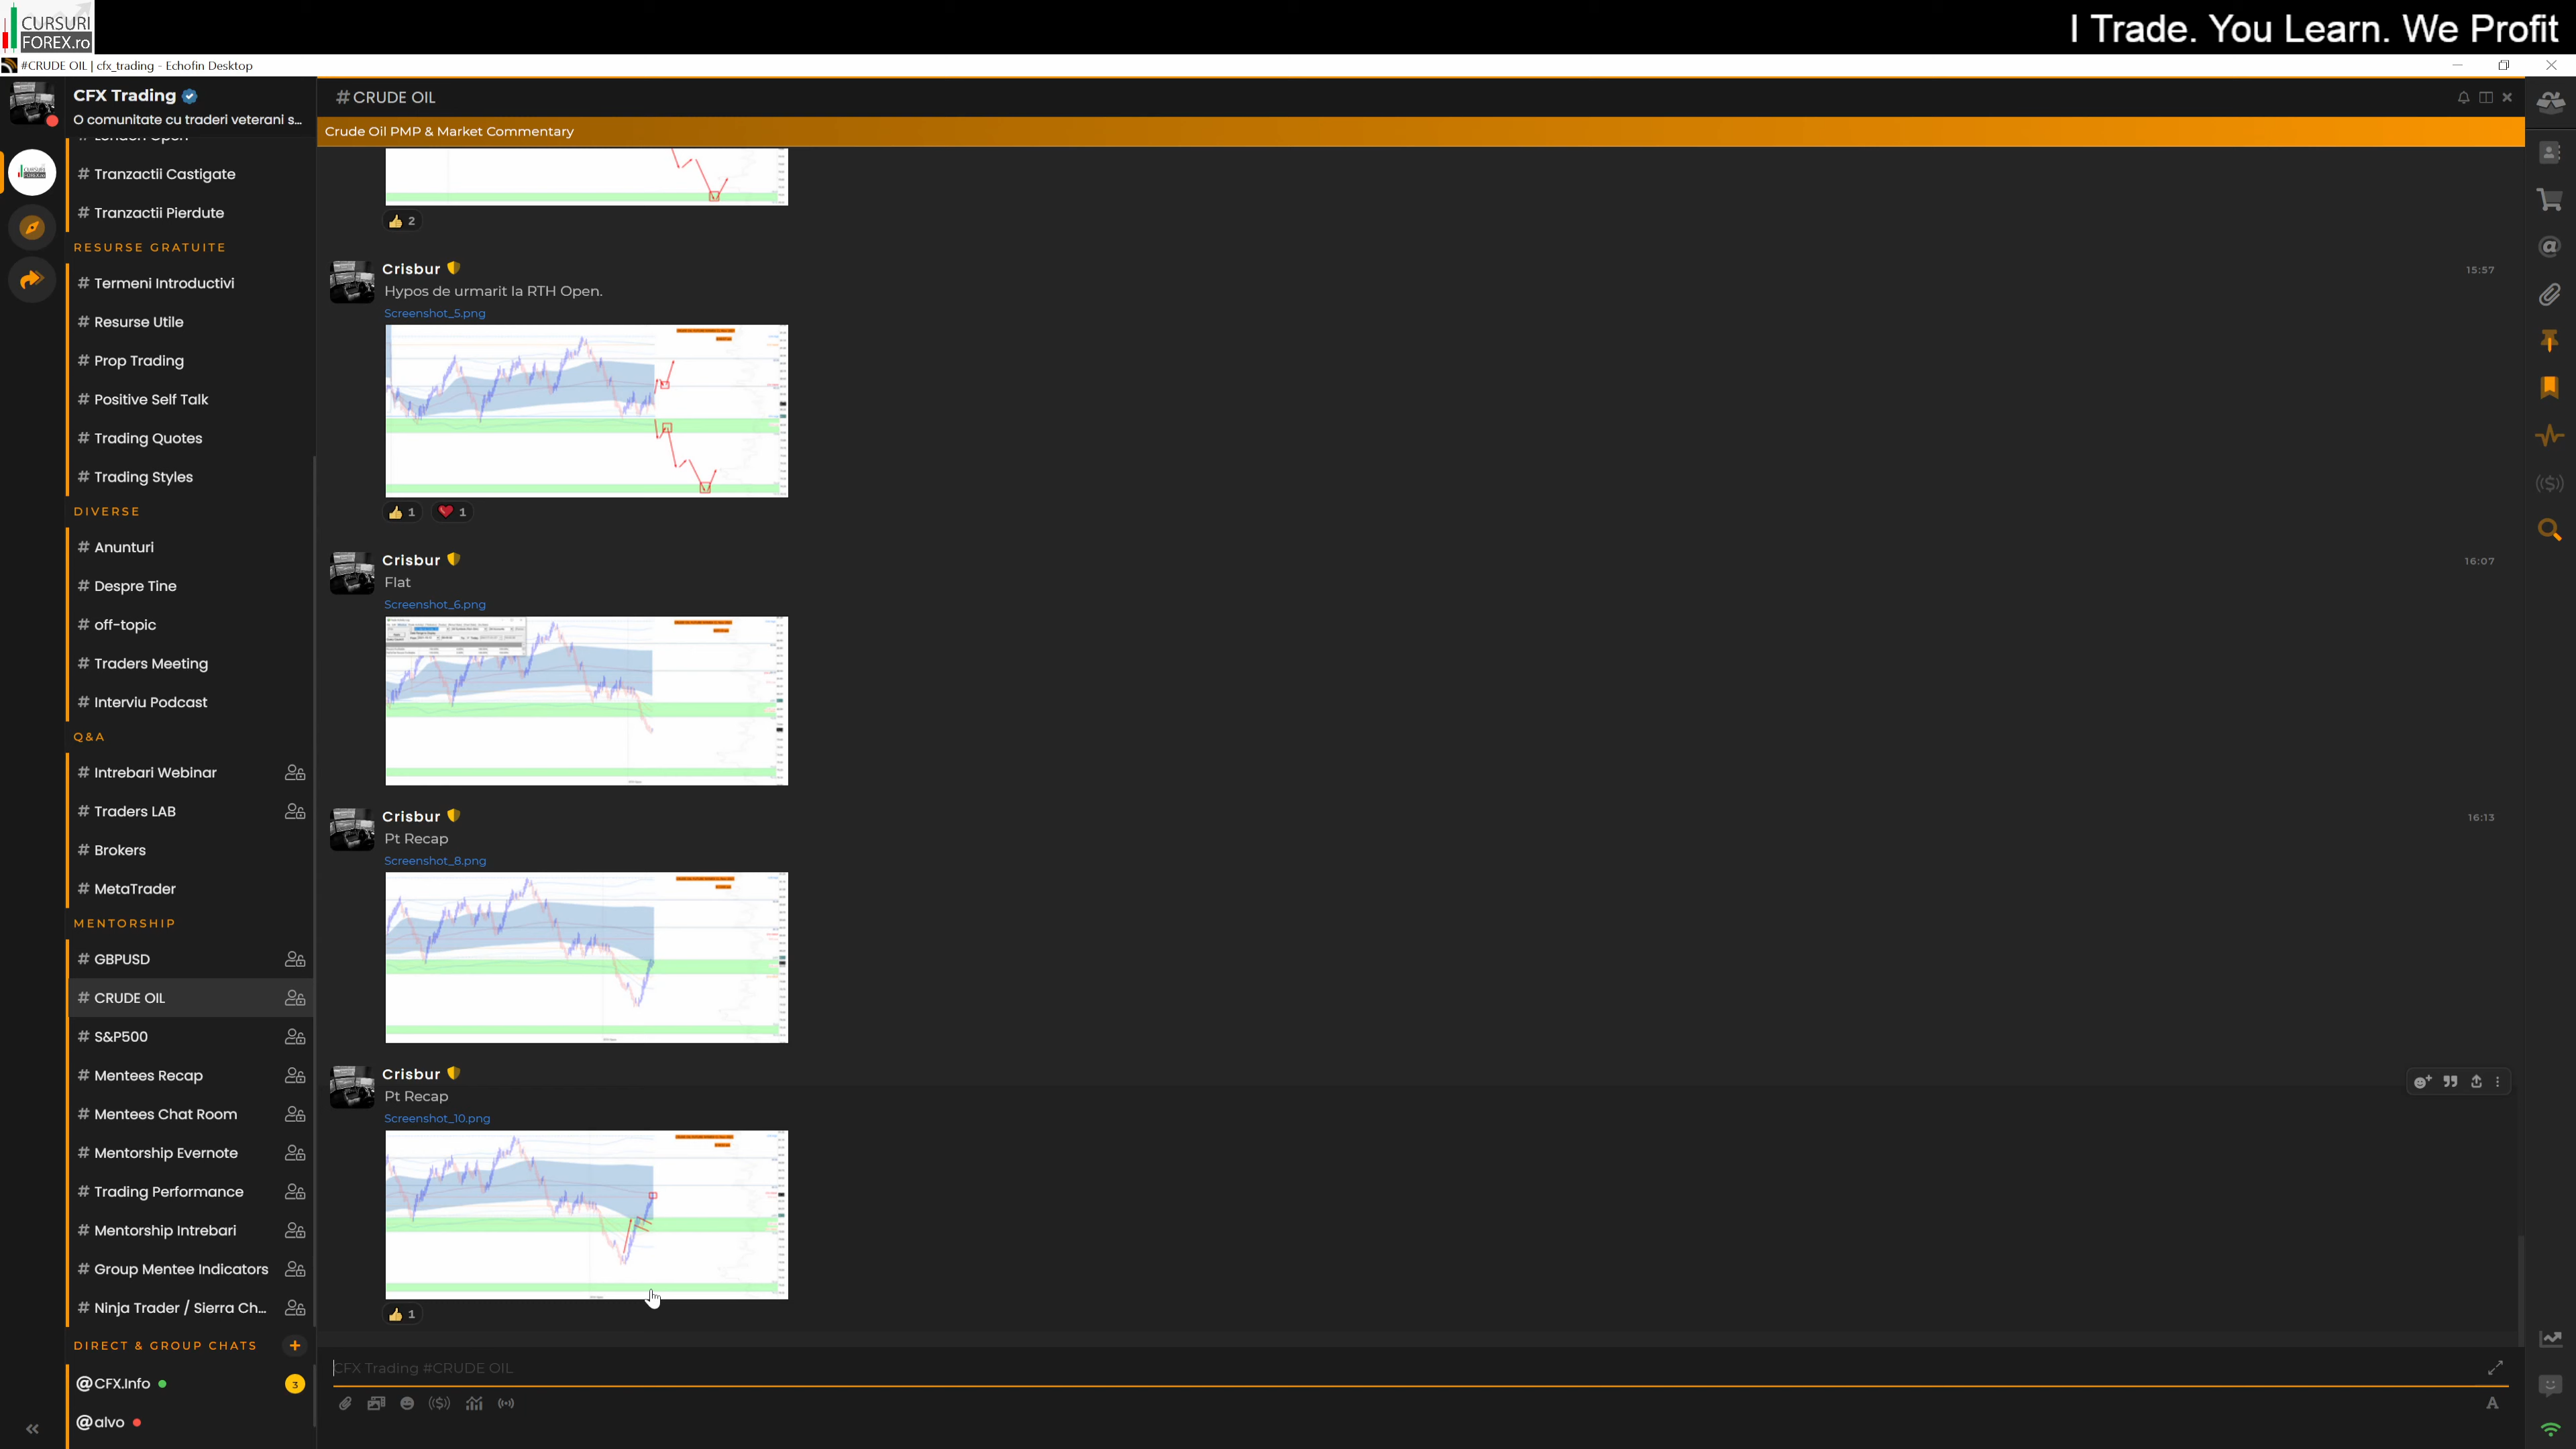 CURSURI
FOREX.ro
I Trade. You Learn. We Profit
#CRUDE OIL | cfx_trading - Echofin Desktop
CFX Trading
O comunitate cu traderi veterani s...
# London Open
# Tranzactii Castigate
# Tranzactii Pierdute
RESURSE GRATUITE
# Termeni Introductivi
# Resurse Utile
# Prop Trading
# Positive Self Talk
# Trading Quotes
# Trading Styles
DIVERSE
# Anunturi
# Despre Tine
# off-topic
# Traders Meeting
# Interviu Podcast
Q&A
# Intrebari Webinar
# Traders LAB
# Brokers
# MetaTrader
MENTORSHIP
# GBPUSD
# CRUDE OIL
# S&P500
# Mentees Recap
# Mentees Chat Room
# Mentorship Evernote
# Trading Performance
# Mentorship Intrebari
# Group Mentee Indicators
# Ninja Trader / Sierra Ch...
DIRECT & GROUP CHATS
@CFX.Info
3
@alvo
# CRUDE OIL
Crude Oil PMP & Market Commentary
2
Crisbur
15:57
Hypos de urmarit la RTH Open.
Screenshot_5.png
1 1
Crisbur
16:07
Flat
Screenshot_6.png
Crisbur
16:13
Pt Recap
Screenshot_8.png
Crisbur
Pt Recap
Screenshot_10.png
1
CFX Trading #CRUDE OIL